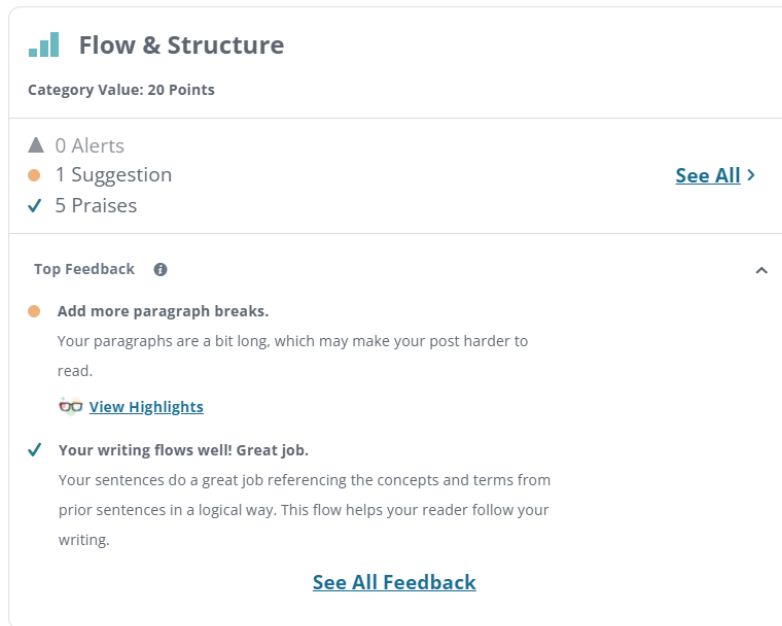 Flow & Structure
Category Value: 20 Points
0 Alerts
1 Suggestion
See All
5 Praises
Top Feedback
Add more paragraph breaks.
Your paragraphs are a bit long, which may make your post harder to
read.
View Highlights
Your writing flows well! Great job.
Your sentences do a great job referencing the concepts and terms from
prior sentences in a logical way. This flow helps your reader follow your
writing.
See All Feedback